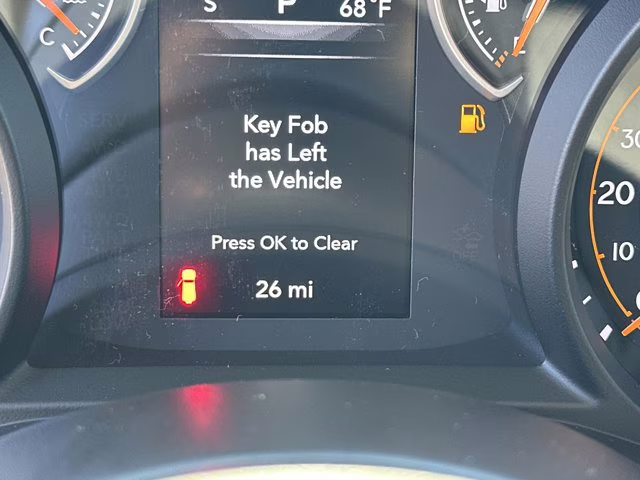 C
S P 68°F
E
Key Fob
has Left
the Vehicle
Press OK to Clear
26 mi
30
20
10